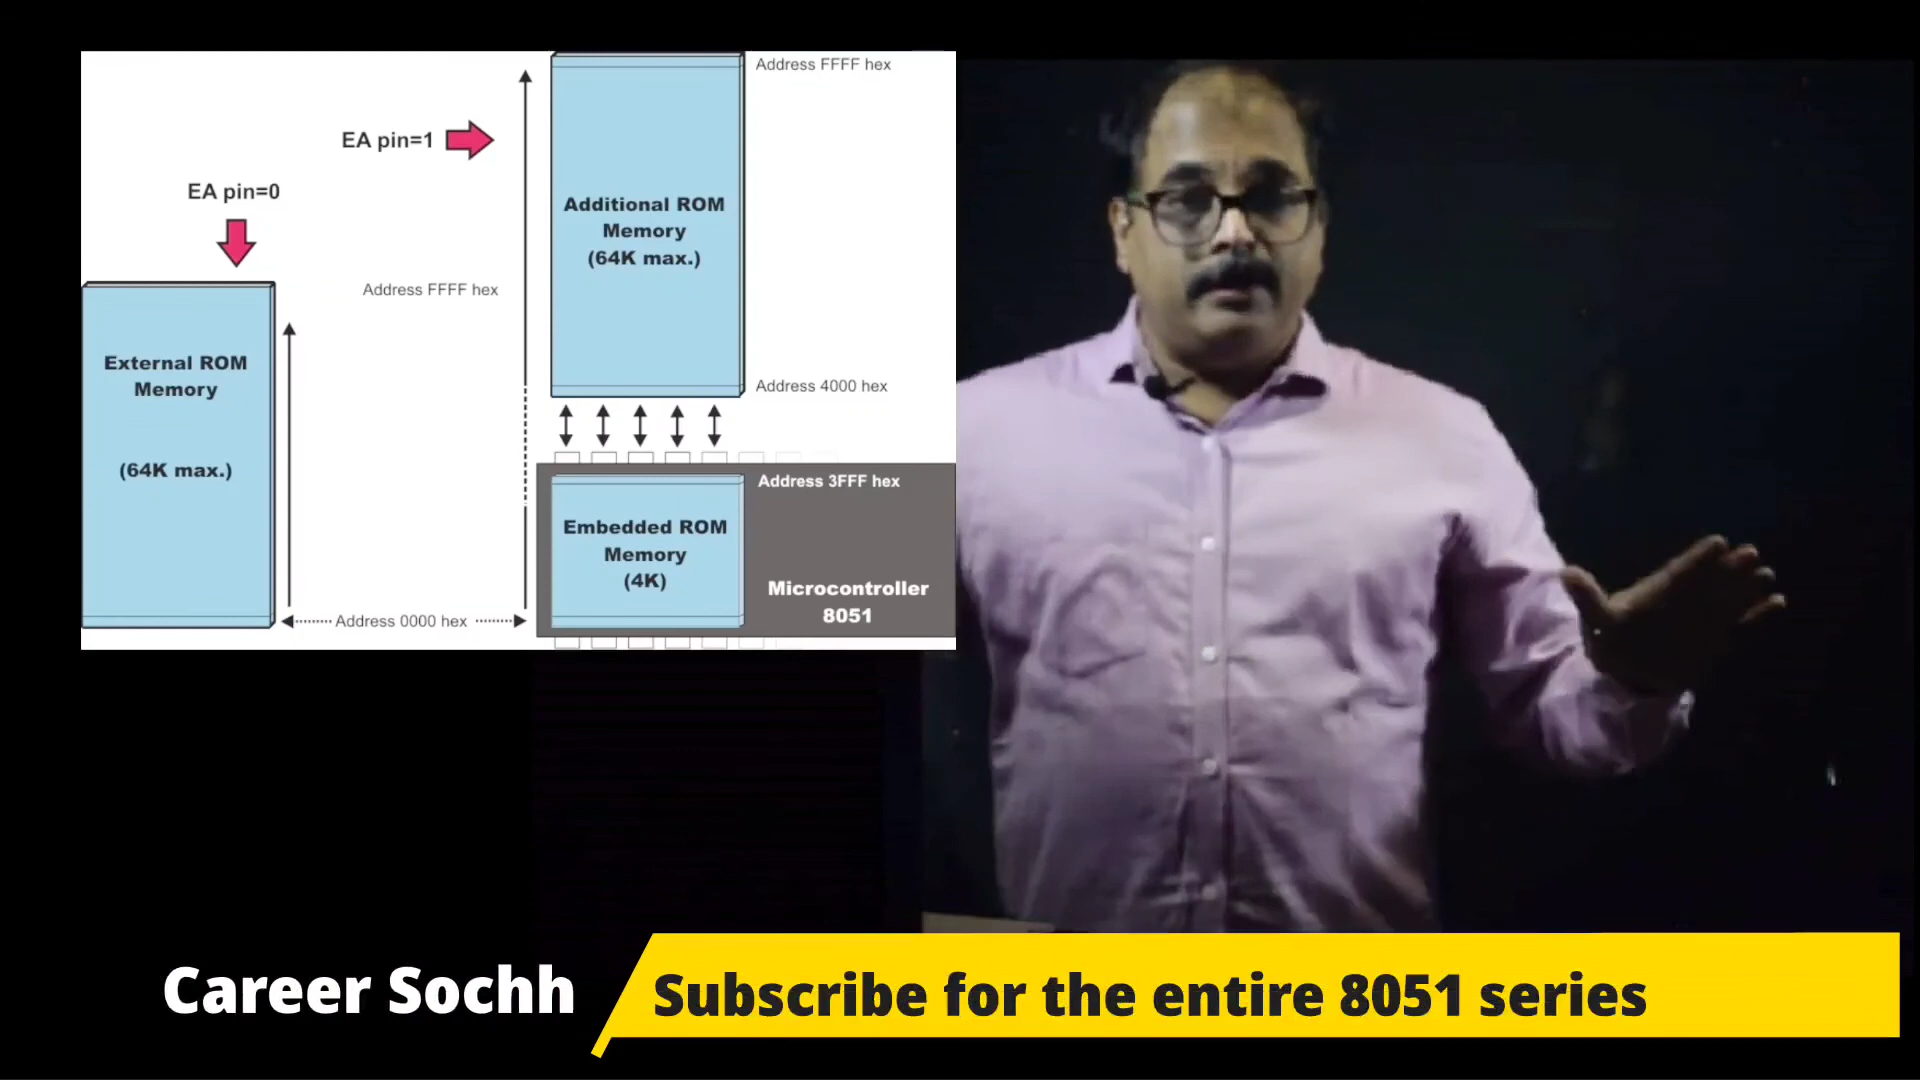 Address FFFF hex
EA pin=1
EA pin=0
Additional ROM
Memory
(64K max.)
Address FFFF hex
External ROM
Memory
(64K max.)
Address 4000 hex
Address 3FFF hex
Embedded ROM
Memory
(4K)
Microcontroller
8051
Address 0000 hex
Career Sochh
Subscribe for the entire 8051 series